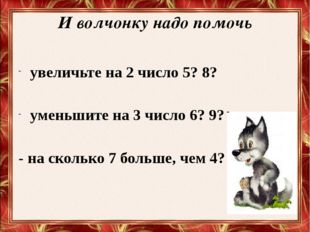 И волчонку надо помочь
- увеличьте на 2 число 5? 8?
- уменьшите на 3 число 6? 9?
- на сколько 7 больше, чем 4?